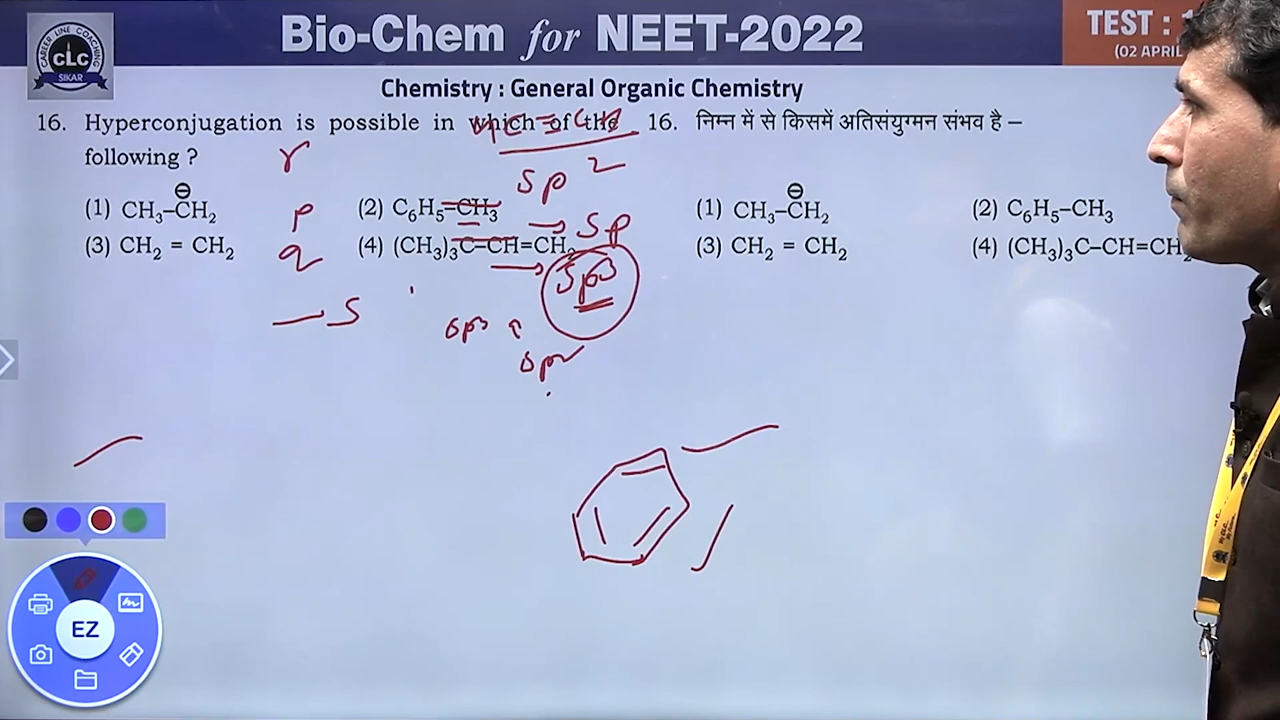 CAREER LINE COACHING
CLC
SIKAR
Bio-Chem for NEET-2022
TEST : 1
(02 APRIL
Chemistry : General Organic Chemistry
16. Hyperconjugation is possible in which of the following ?
(1) CH₃–C̄H₂ ⊖
(2) C₆H₅–CH₃
(3) CH₂ = CH₂
(4) (CH₃)₃C–CH=CH₂
16. निम्न में से किसमें अतिसंयुग्मन संभव है –
(1) CH₃–CH₂ ⊖
(2) C₆H₅–CH₃
(3) CH₂ = CH₂
(4) (CH₃)₃C–CH=CH₂
r
p
q
S
sp²
sp
sp3
sp3
EZ